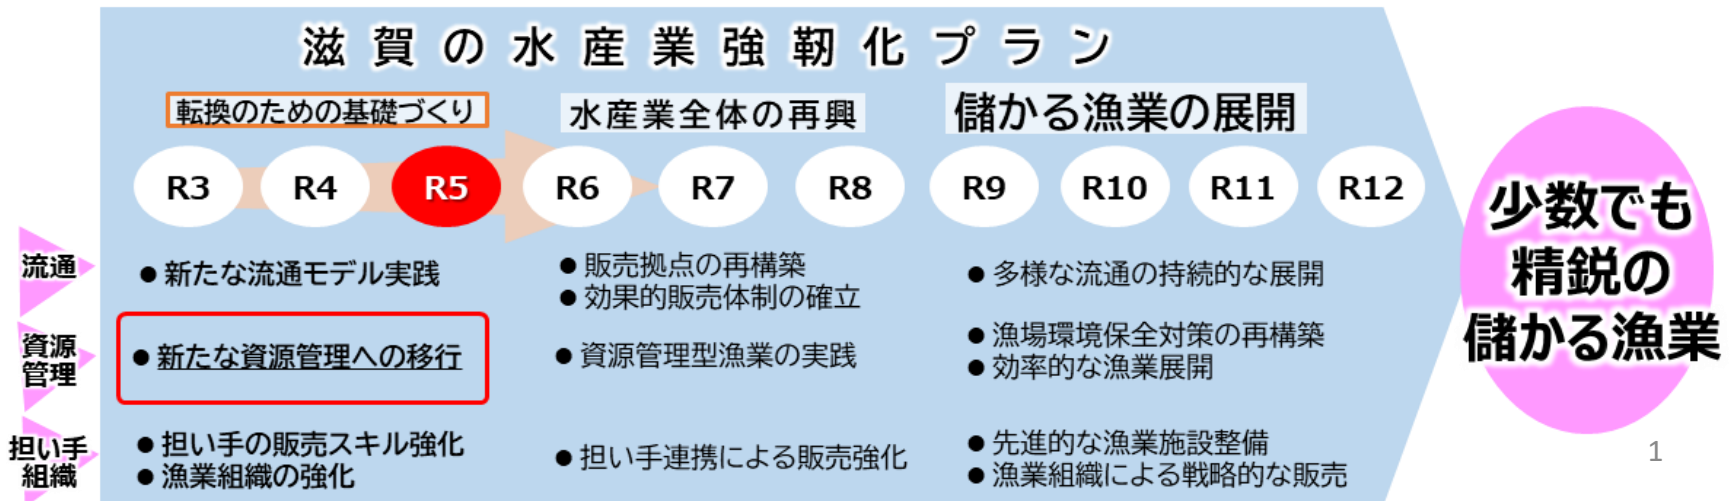 滋賀の水産業強靭化プラン
転換のための基礎づくり
水産業全体の再興
儲かる漁業の展開
R3 R4 R5 R6 R7 R8 R9 R10 R11 R12
少数でも
精鋭の
儲かる漁業
流通
●新たな流通モデル実践
●販売拠点の再構築
●効果的販売体制の確立
●多様な流通の持続的な展開
資源
管理
●新たな資源管理への移行
●資源管理型漁業の実践
●漁場環境保全対策の再構築
●効率的な漁業展開
担い手
組織
●担い手の販売スキル強化
●漁業組織の強化
●担い手連携による販売強化
●先進的な漁業施設整備
●漁業組織による戦略的な販売
1